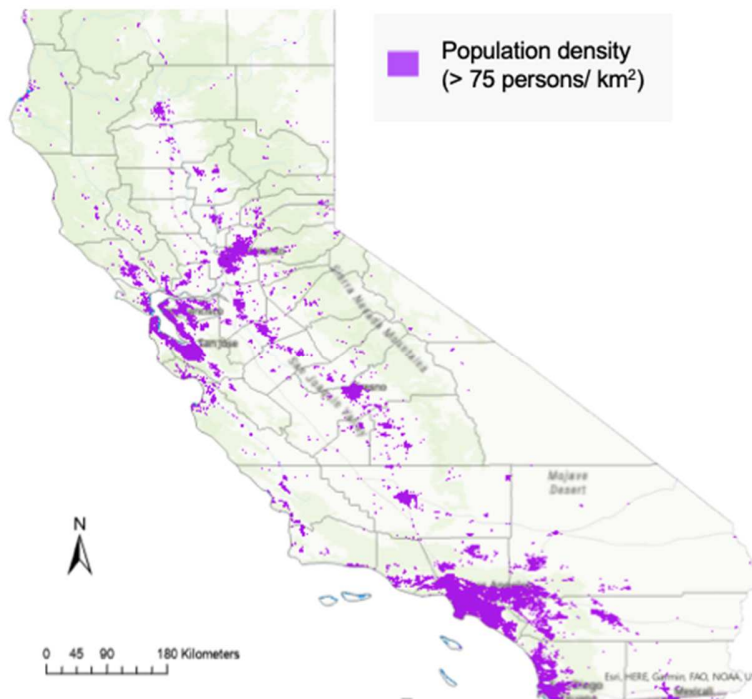 Population density
(> 75 persons/ km²)
Sierra Nevada Mountains
San Jose
San Joaquin Valley
Mojave
Desert
N
0 45 90 180 Kilometers
Esri, HERE, Garmin, FAO, NOAA, U
Mexicali